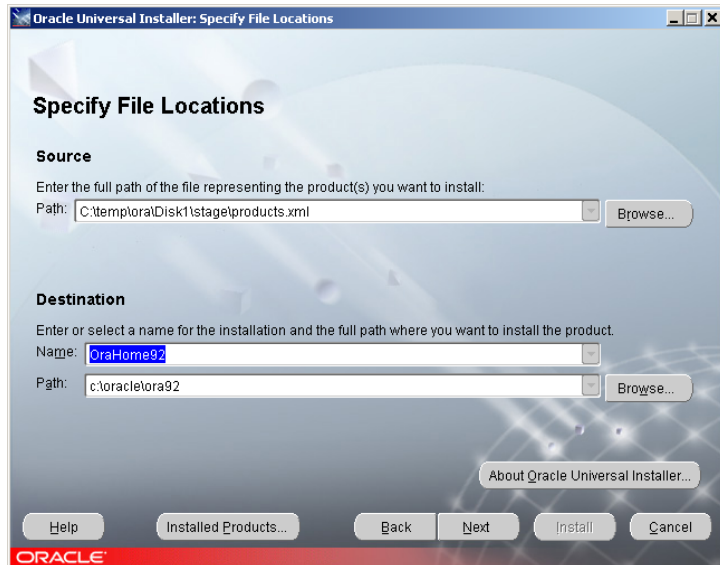 Oracle Universal Installer: Specify File Locations
Specify File Locations
Source
Enter the full path of the file representing the product(s) you want to install:
Path: C:\temp\ora\Disk1\stage\products.xml Browse...
Destination
Enter or select a name for the installation and the full path where you want to install the product.
Name: OraHome92
Path: c:\oracle\ora92 Browse...
About Oracle Universal Installer...
Help Installed Products... Back Next Install Cancel
ORACLE